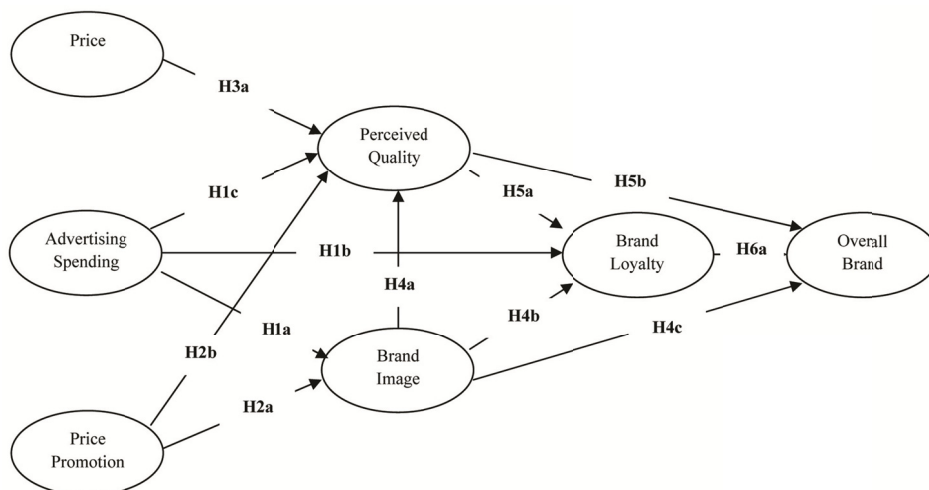 Price
H3a
Perceived
Quality
H5b
H5a
H1c
Advertising
Spending
H1b
Brand
Loyalty
H6a
Overall
Brand
H4a
H1a
H4b
H4c
H2b
Brand
Image
H2a
Price
Promotion